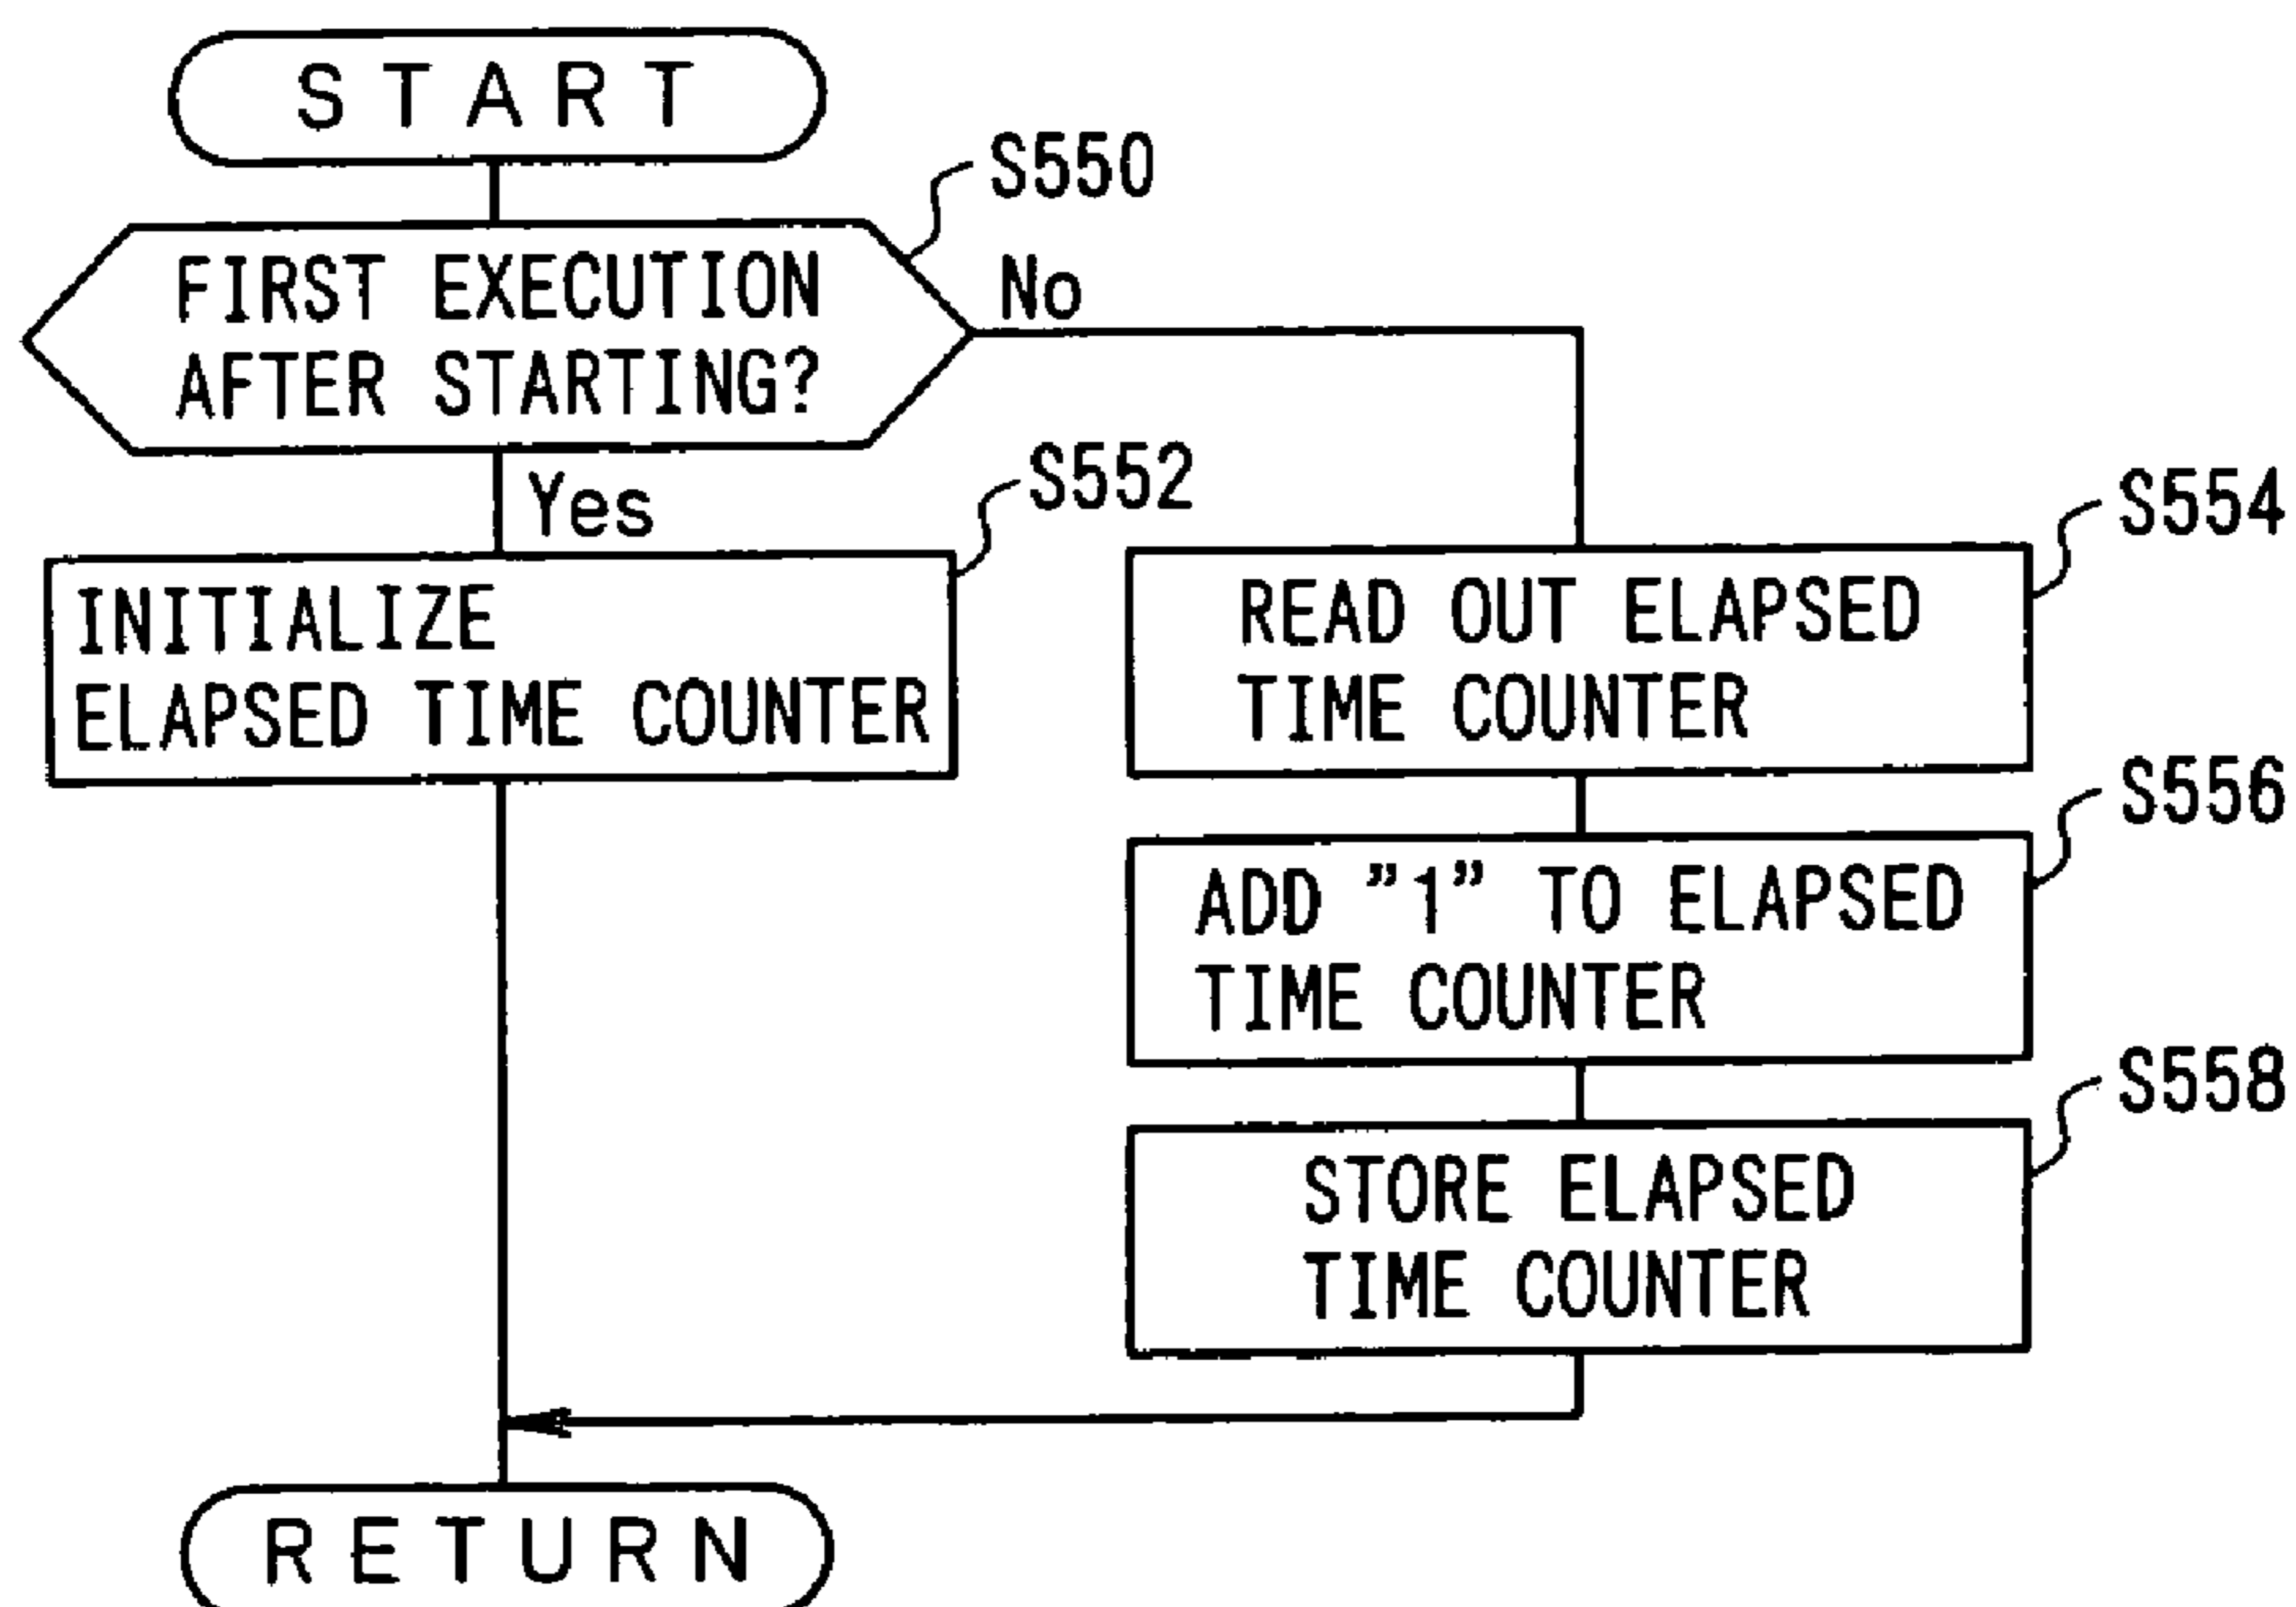 START
S550
FIRST EXECUTION
AFTER STARTING?
No
Yes
S552
INITIALIZE
ELAPSED TIME COUNTER
S554
READ OUT ELAPSED
TIME COUNTER
S556
ADD ”1” TO ELAPSED
TIME COUNTER
S558
STORE ELAPSED
TIME COUNTER
RETURN